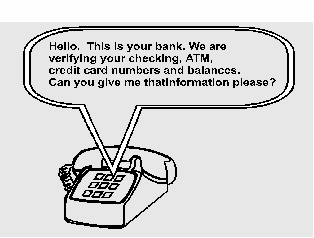 Hello.  This is your bank. We are
verifying your checking, ATM,
credit card numbers and balances.
Can you give me thatinformation please?